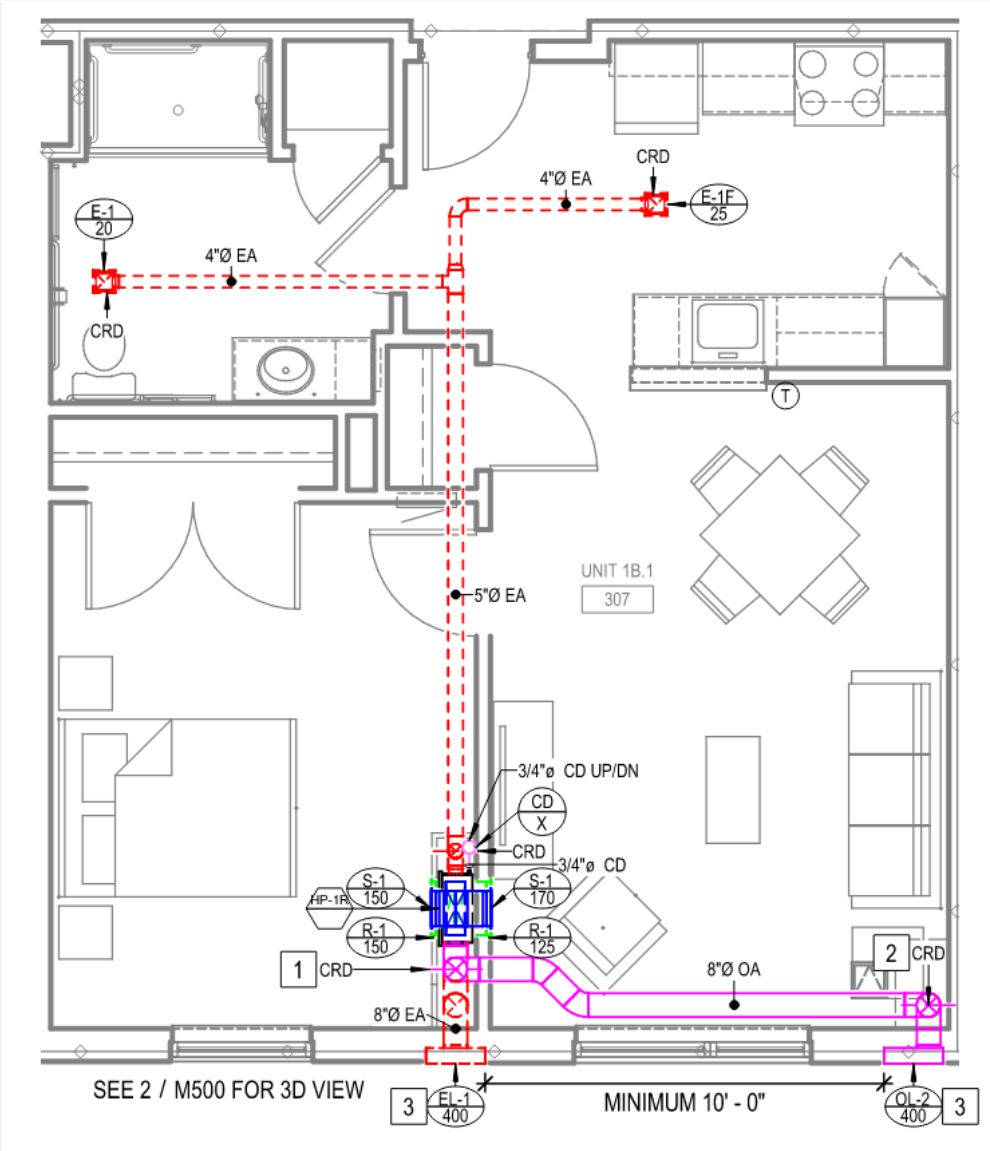 CRD
4"Ø EA
E-1F
25
E-1
20
4"Ø EA
CRD
T
UNIT 1B.1
307
5"Ø EA
3/4"ø CD UP/DN
CD
X
CRD
3/4"ø CD
S-1
150
S-1
170
HP-1R
R-1
150
R-1
125
1 CRD
2 CRD
8"Ø OA
8"Ø EA
SEE 2 / M500 FOR 3D VIEW
MINIMUM 10' - 0"
3
EL-1
400
OL-2
400
3